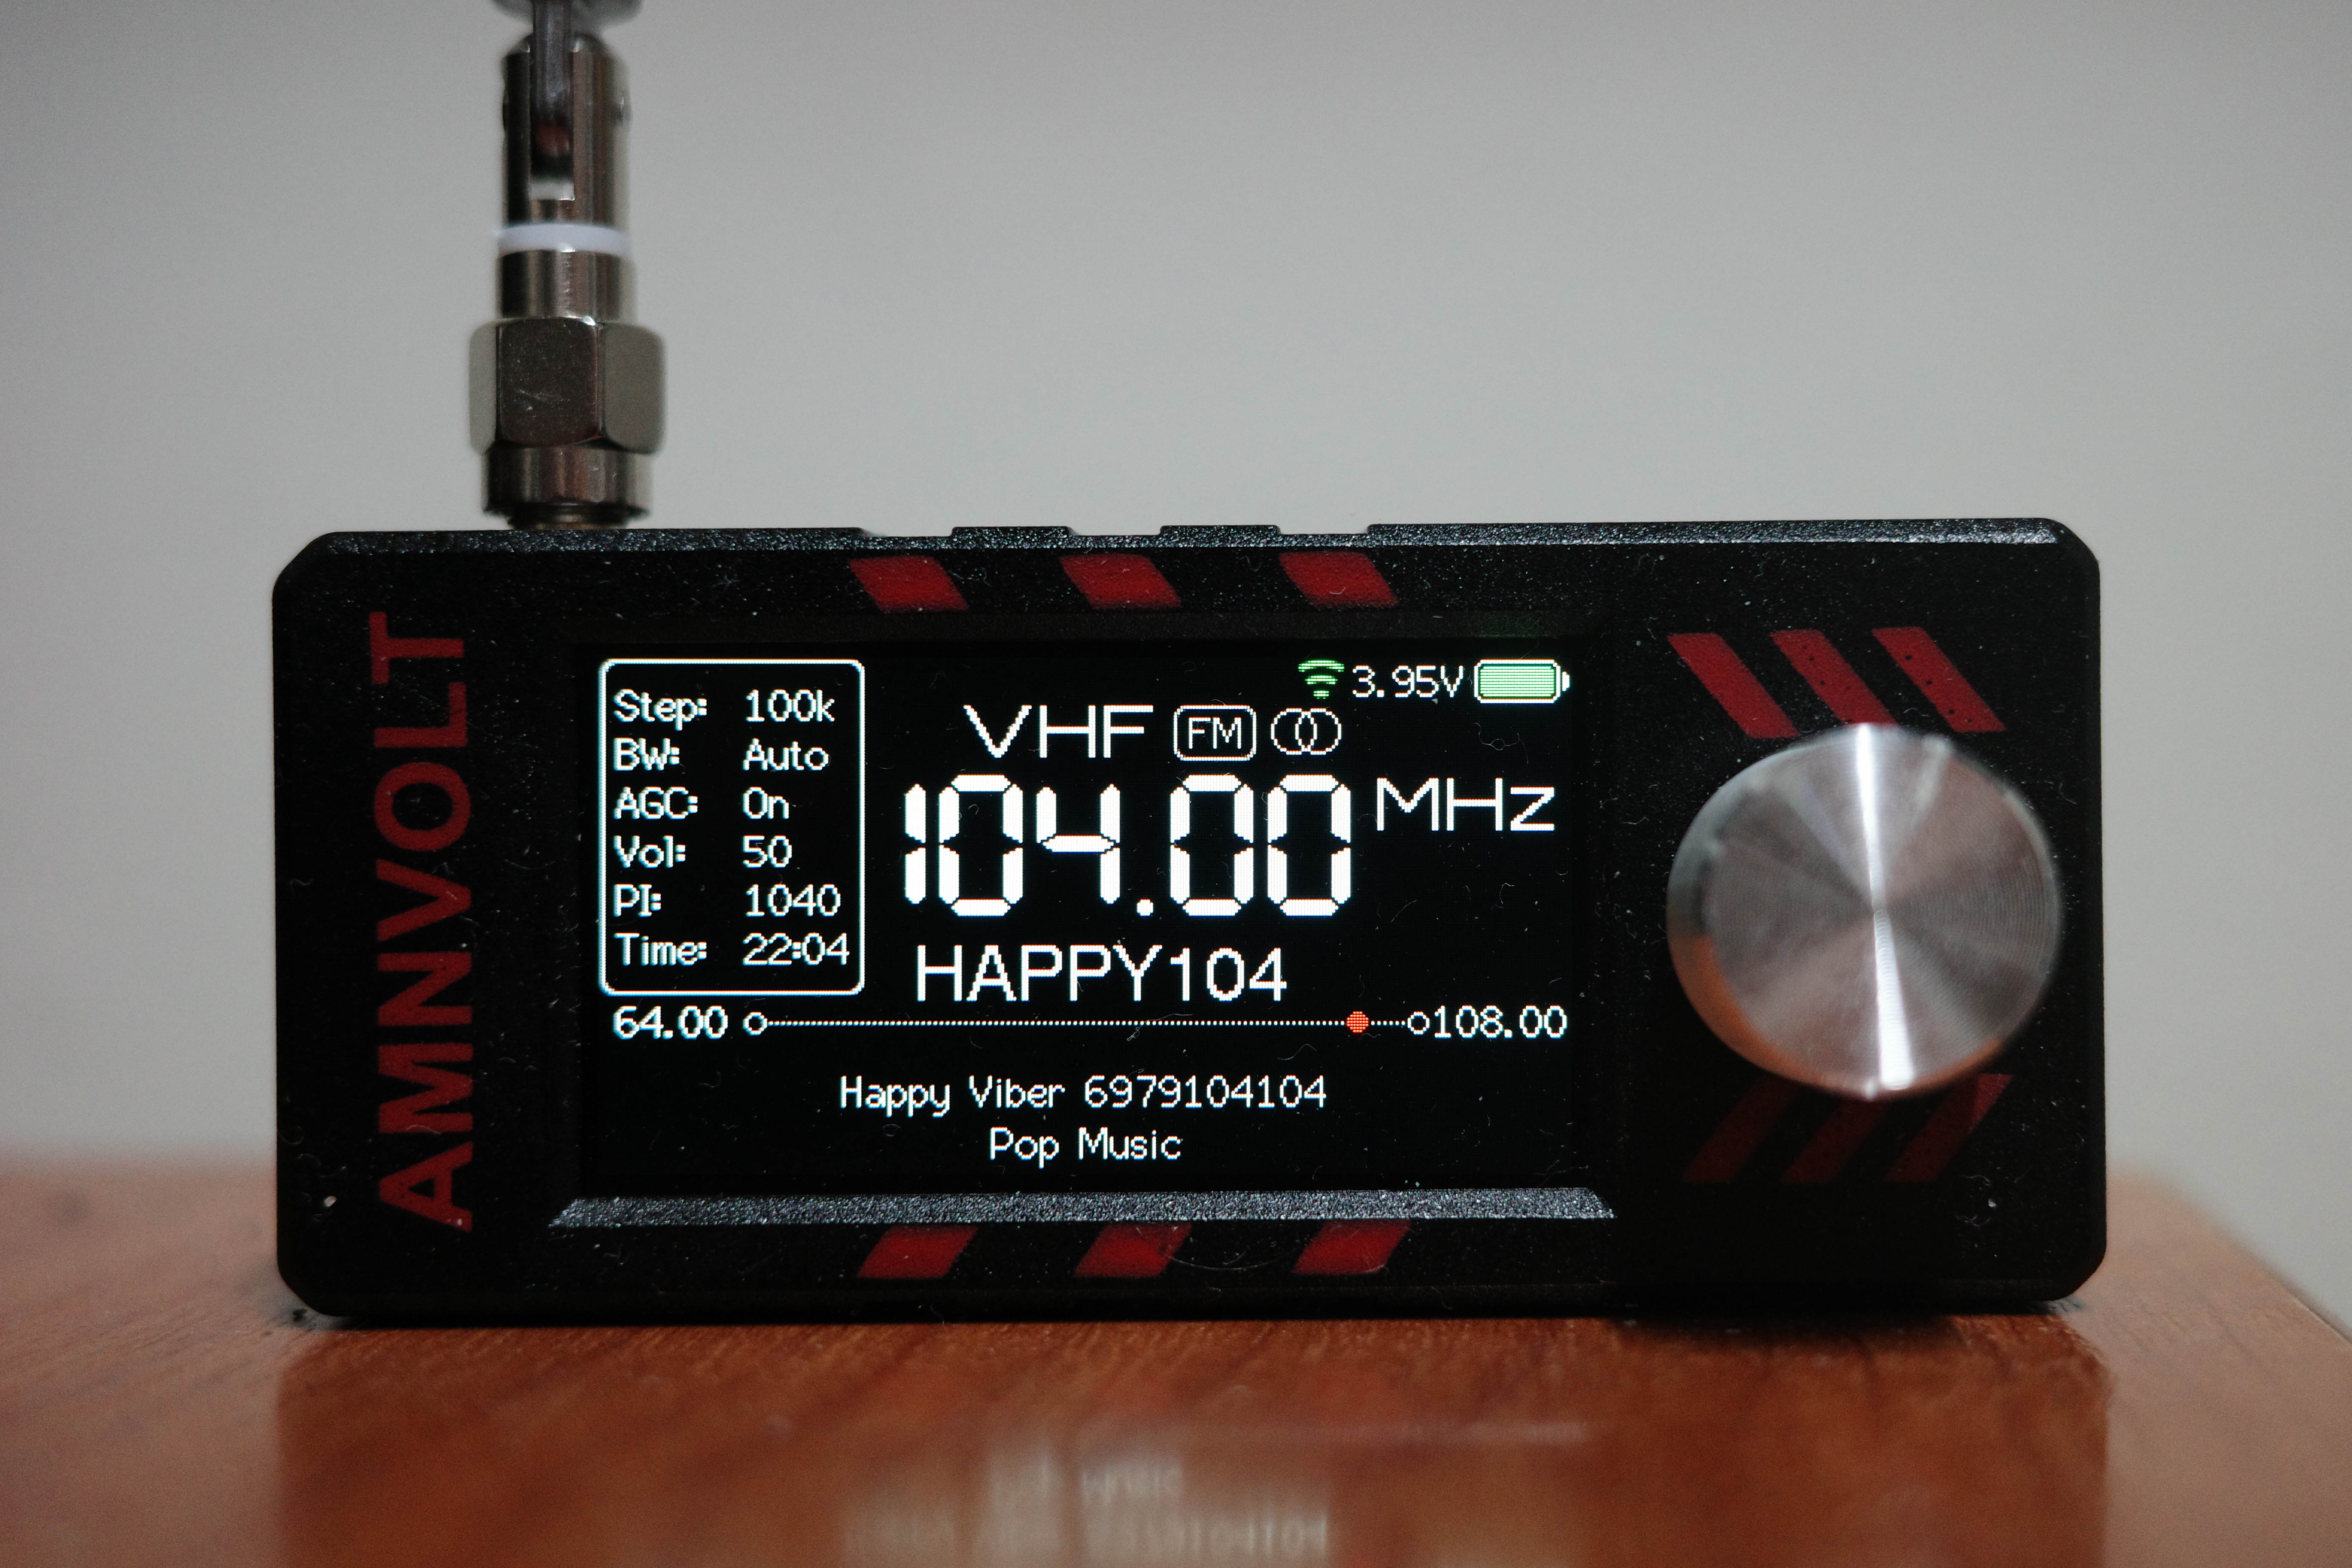 AMNVOLT
Step: 100k
BW: Auto
AGC: On
Vol: 50
PI: 1040
Time: 22:04
3.95V
VHF FM
104.00 MHz
HAPPY104
64.00 108.00
Happy Viber 6979104104
Pop Music